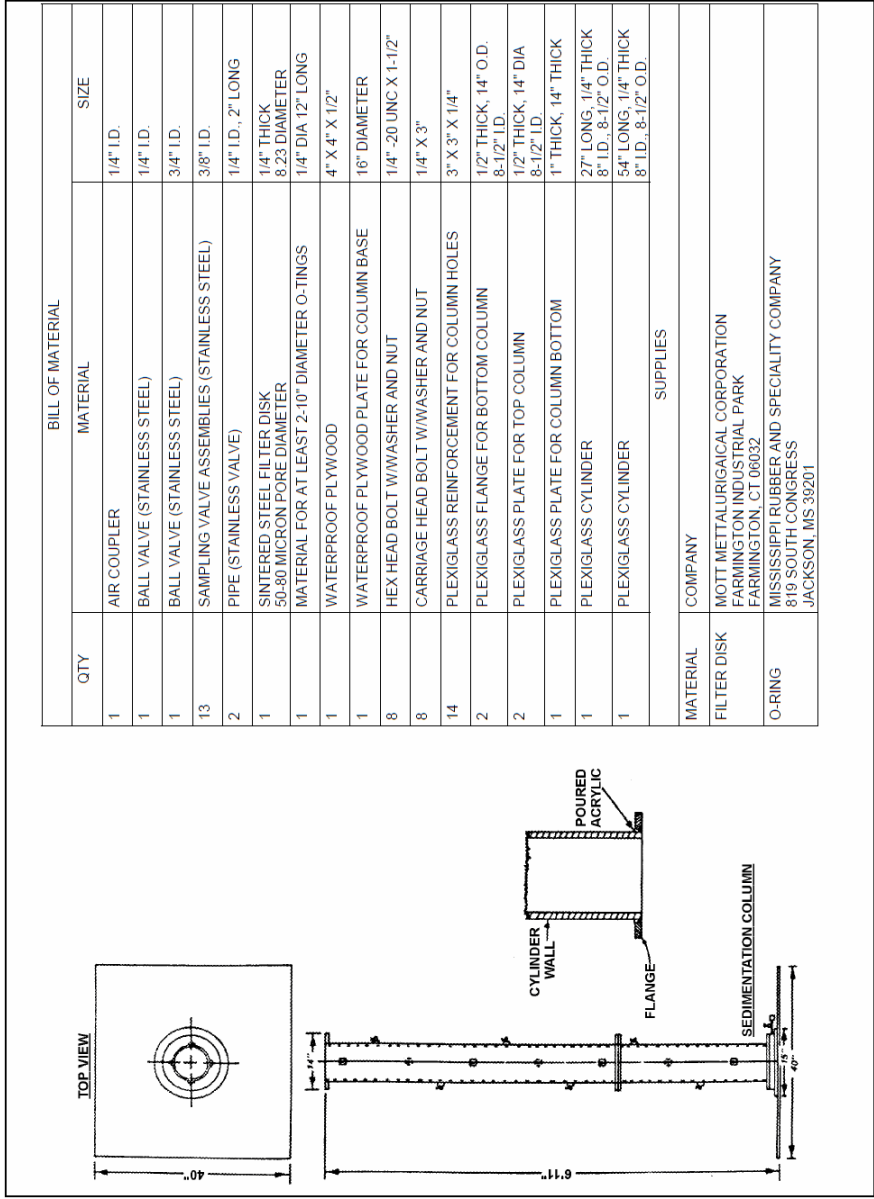 BILL OF MATERIAL
QTY MATERIAL SIZE
1 AIR COUPLER 1/4" I.D.
1 BALL VALVE (STAINLESS STEEL) 1/4" I.D.
1 BALL VALVE (STAINLESS STEEL) 3/4" I.D.
13 SAMPLING VALVE ASSEMBLIES (STAINLESS STEEL) 3/8" I.D.
2 PIPE (STAINLESS VALVE) 1/4" I.D., 2" LONG
1 SINTERED STEEL FILTER DISK 1/4" THICK
50-80 MICRON PORE DIAMETER 8.23 DIAMETER
1 MATERIAL FOR AT LEAST 2-10" DIAMETER O-TINGS 1/4" DIA 12" LONG
1 WATERPROOF PLYWOOD 4" X 4" X 1/2"
1 WATERPROOF PLYWOOD PLATE FOR COLUMN BASE 16" DIAMETER
8 HEX HEAD BOLT W/WASHER AND NUT 1/4" -20 UNC X 1-1/2"
8 CARRIAGE HEAD BOLT W/WASHER AND NUT 1/4" X 3"
14 PLEXIGLASS REINFORCEMENT FOR COLUMN HOLES 3" X 3" X 1/4"
2 PLEXIGLASS FLANGE FOR BOTTOM COLUMN 1/2" THICK, 14" O.D.
8-1/2" I.D.
2 PLEXIGLASS PLATE FOR TOP COLUMN 1/2" THICK, 14" DIA
8-1/2" I.D.
1 PLEXIGLASS PLATE FOR COLUMN BOTTOM 1" THICK, 14" THICK
1 PLEXIGLASS CYLINDER 27" LONG, 1/4" THICK
8" I.D., 8-1/2" O.D.
1 PLEXIGLASS CYLINDER 54" LONG, 1/4" THICK
8" I.D., 8-1/2" O.D.
SUPPLIES
MATERIAL COMPANY
FILTER DISK MOTT METTALURIGAICAL CORPORATION
FARMINGTON INDUSTRIAL PARK
FARMINGTON, CT 06032
O-RING MISSISSIPPI RUBBER AND SPECIALITY COMPANY
819 SOUTH CONGRESS
JACKSON, MS 39201
TOP VIEW
40"
14"
6'11"
15"
40"
CYLINDER
WALL
FLANGE
POURED
ACRYLIC
SEDIMENTATION COLUMN